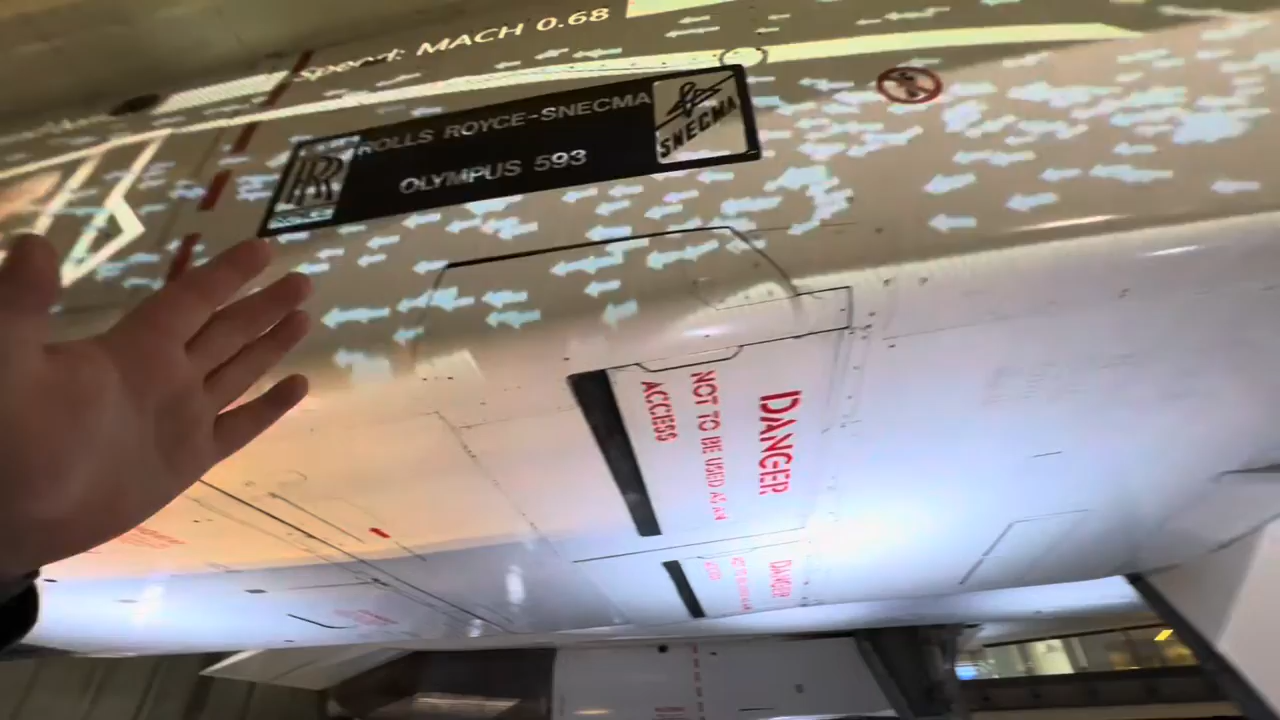 Speed: MACH 0.68
ROLLS ROYCE-SNECMA
OLYMPUS 593
RR
SNECMA
DANGER
NOT TO BE USED AS AN
ACCESS
DANGER